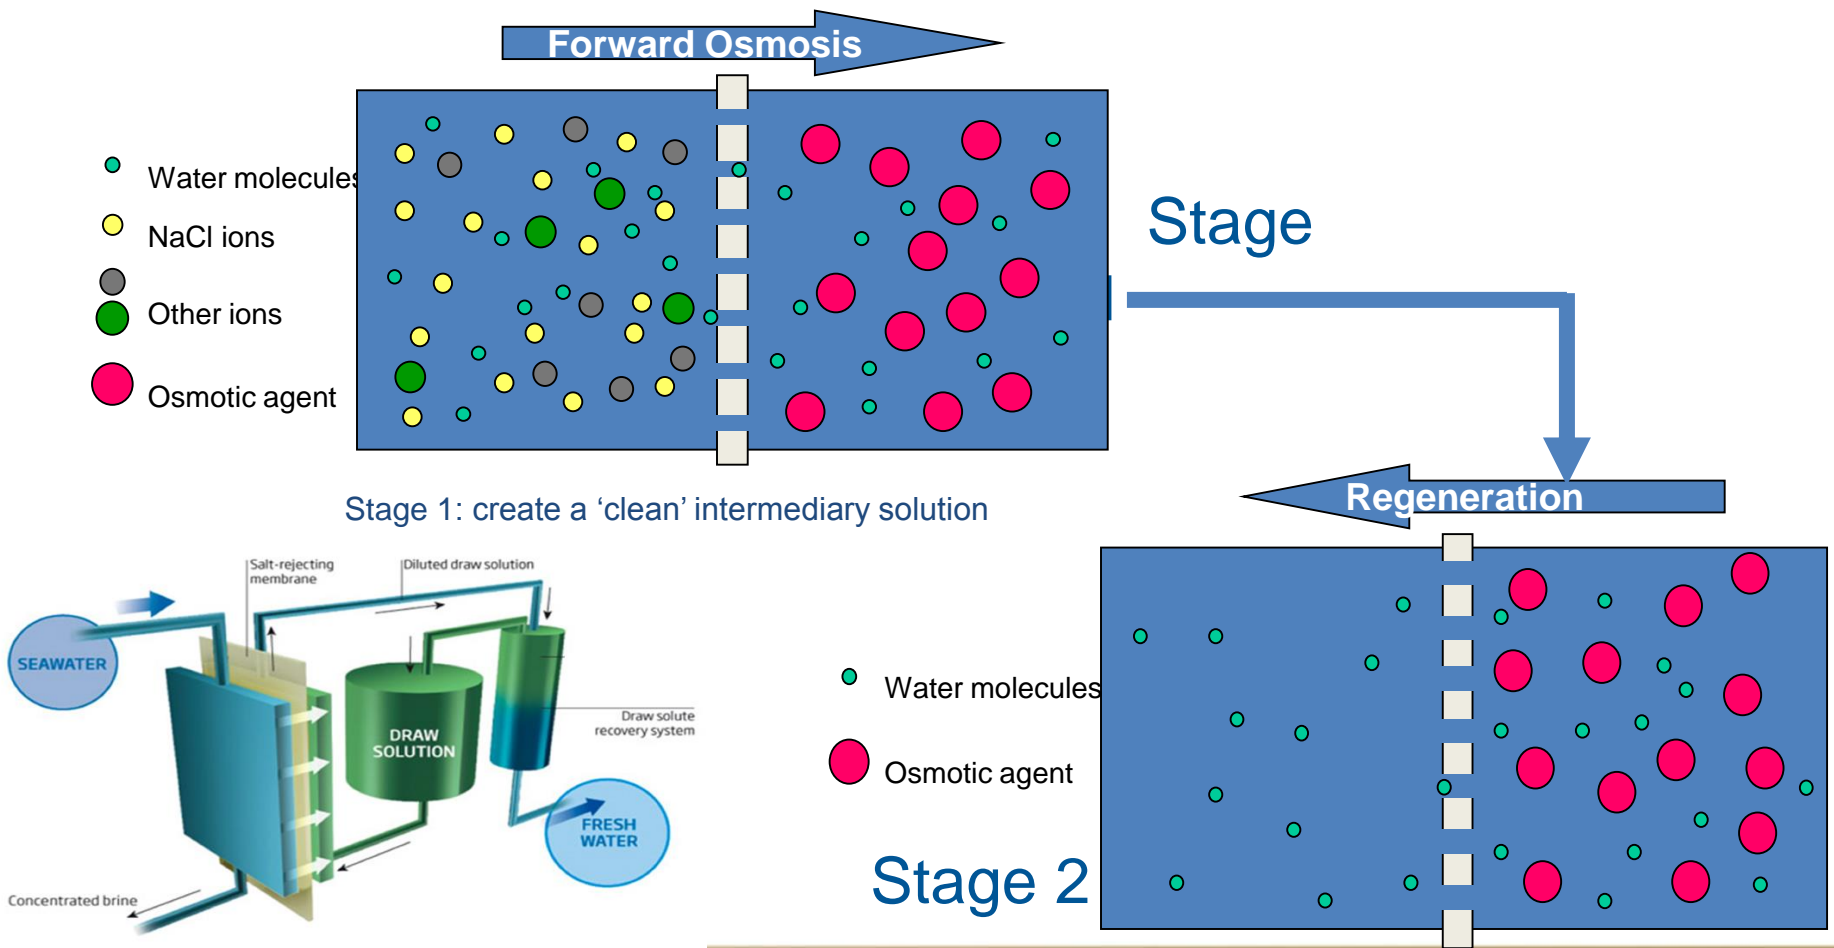 Forward Osmosis
Water molecules
NaCl ions
Other ions
Osmotic agent
Stage
Stage 1: create a ‘clean’ intermediary solution
Regeneration
Salt-rejecting
membrane
Diluted draw solution
SEAWATER
DRAW
SOLUTION
Draw solute
recovery system
FRESH
WATER
Concentrated brine
Water molecules
Osmotic agent
Stage 2